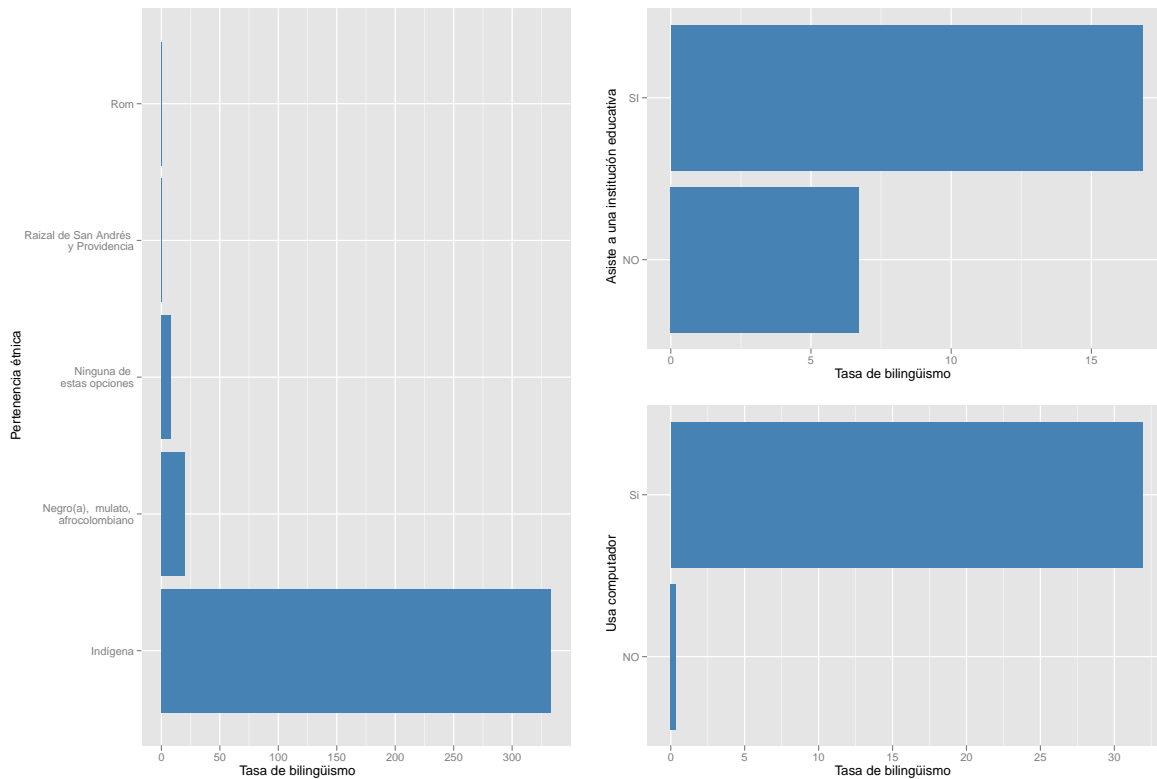 Pertenencia étnica
Rom
Raizal de San Andrés
y Providencia
Ninguna de
estas opciones
Negro(a), mulato,
afrocolombiano
Indígena
0 50 100 150 200 250 300
Tasa de bilingüismo
Asiste a una institución educativa
SI
NO
0 5 10 15
Tasa de bilingüismo
Usa computador
Si
NO
0 5 10 15 20 25 30
Tasa de bilingüismo